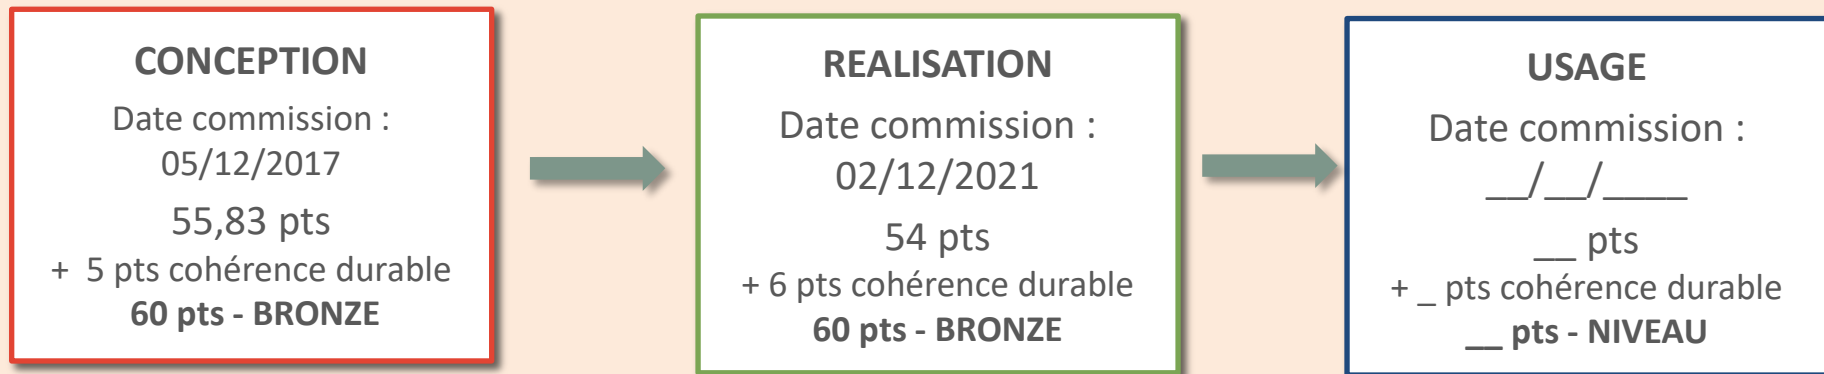 CONCEPTION
Date commission :
05/12/2017
55,83 pts
+ 5 pts cohérence durable
60 pts - BRONZE
REALISATION
Date commission :
02/12/2021
54 pts
+ 6 pts cohérence durable
60 pts - BRONZE
USAGE
Date commission :
__/__/____
__ pts
+ _ pts cohérence durable
__ pts - NIVEAU